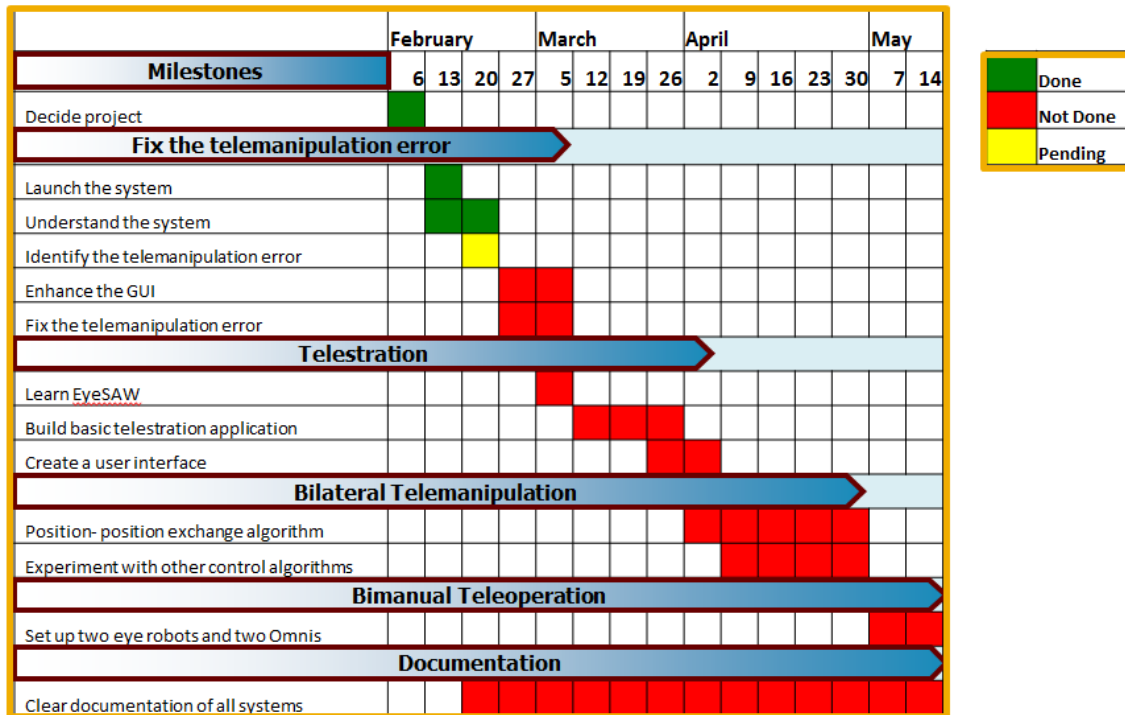 February March April May
Milestones 6 13 20 27 5 12 19 26 2 9 16 23 30 7 14
Decide project
Fix the telemanipulation error
Launch the system
Understand the system
Identify the telemanipulation error
Enhance the GUI
Fix the telemanipulation error
Telestration
Learn EyeSAW
Build basic telestration application
Create a user interface
Bilateral Telemanipulation
Position- position exchange algorithm
Experiment with other control algorithms
Bimanual Teleoperation
Set up two eye robots and two Omnis
Documentation
Clear documentation of all systems
Done
Not Done
Pending